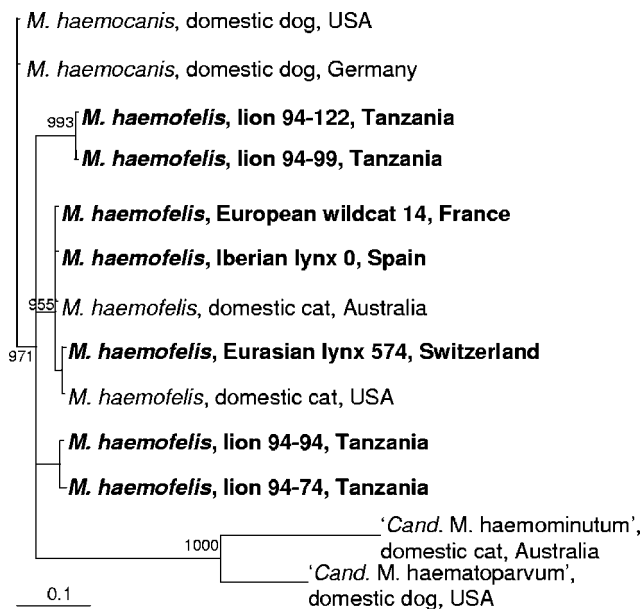 M. haemocanis, domestic dog, USA
M. haemocanis, domestic dog, Germany
993
M. haemofelis, lion 94-122, Tanzania
M. haemofelis, lion 94-99, Tanzania
M. haemofelis, European wildcat 14, France
M. haemofelis, Iberian lynx 0, Spain
955
M. haemofelis, domestic cat, Australia
971
M. haemofelis, Eurasian lynx 574, Switzerland
M. haemofelis, domestic cat, USA
M. haemofelis, lion 94-94, Tanzania
M. haemofelis, lion 94-74, Tanzania
1000
‘Cand. M. haemominutum’,
domestic cat, Australia
‘Cand. M. haematoparvum’,
domestic dog, USA
0.1